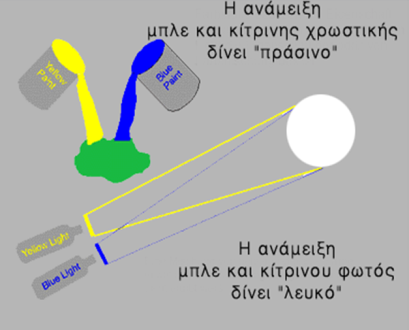 Η ανάμειξη
μπλε και κίτρινης χρωστικής
δίνει "πράσινο"
Yellow
Paint
Blue
Paint
Yellow Light
Blue Light
Η ανάμειξη
μπλε και κίτρινου φωτός
δίνει "λευκό"